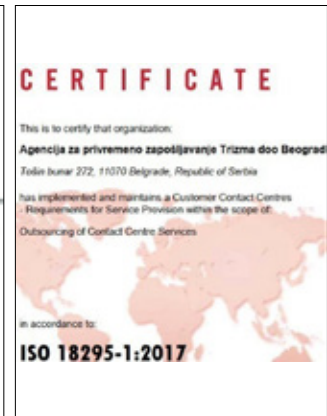 CERTIFICATE
This is to certify that organization:
Agencija za privremeno zapošljavanje Trizma doo Beograd
Tošin bunar 272, 11070 Belgrade, Republic of Serbia
has implemented and maintains a Customer Contact Centres
- Requirements for Service Provision within the scope of:
Outsourcing of Contact Centre Services
in accordance to:
ISO 18295-1:2017